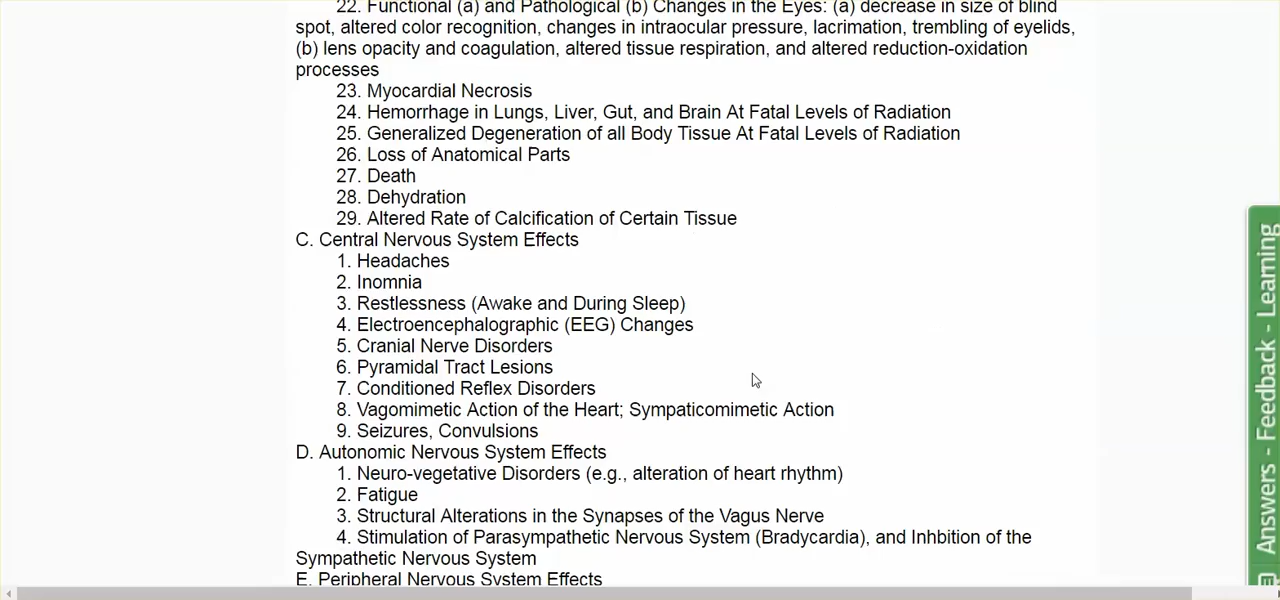 22. Functional (a) and Pathological (b) Changes in the Eyes: (a) decrease in size of blind
spot, altered color recognition, changes in intraocular pressure, lacrimation, trembling of eyelids,
(b) lens opacity and coagulation, altered tissue respiration, and altered reduction-oxidation
processes
23. Myocardial Necrosis
24. Hemorrhage in Lungs, Liver, Gut, and Brain At Fatal Levels of Radiation
25. Generalized Degeneration of all Body Tissue At Fatal Levels of Radiation
26. Loss of Anatomical Parts
27. Death
28. Dehydration
29. Altered Rate of Calcification of Certain Tissue
C. Central Nervous System Effects
1. Headaches
2. Inomnia
3. Restlessness (Awake and During Sleep)
4. Electroencephalographic (EEG) Changes
5. Cranial Nerve Disorders
6. Pyramidal Tract Lesions
7. Conditioned Reflex Disorders
8. Vagomimetic Action of the Heart; Sympaticomimetic Action
9. Seizures, Convulsions
D. Autonomic Nervous System Effects
1. Neuro-vegetative Disorders (e.g., alteration of heart rhythm)
2. Fatigue
3. Structural Alterations in the Synapses of the Vagus Nerve
4. Stimulation of Parasympathetic Nervous System (Bradycardia), and Inhbition of the
Sympathetic Nervous System
E. Peripheral Nervous System Effects
Answers - Feedback - Learning